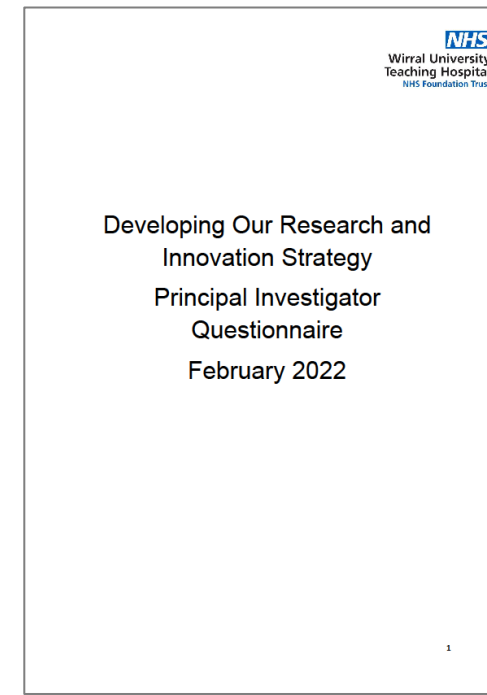 NHS
Wirral University
Teaching Hospital
NHS Foundation Trus
Developing Our Research and
Innovation Strategy
Principal Investigator
Questionnaire
February 2022
1